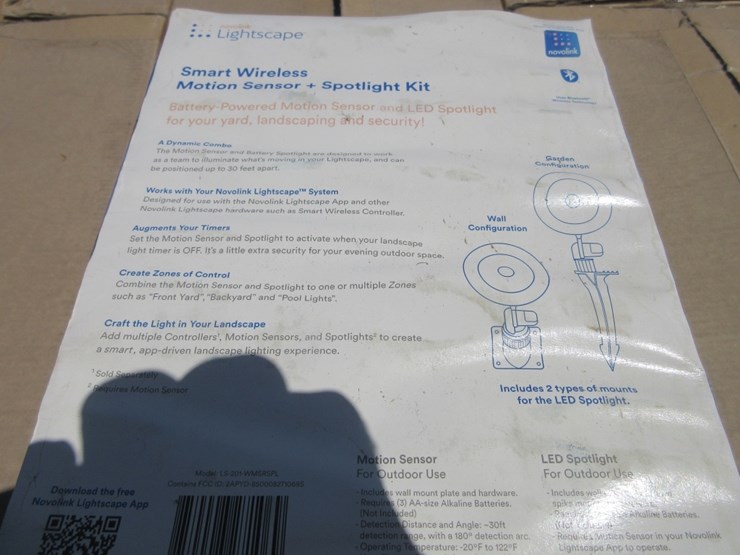 novolink
Lightscape
novolink
Smart Wireless
Motion Sensor + Spotlight Kit
Battery-Powered Motion Sensor and LED Spotlight
for your yard, landscaping and security!
A Dynamic Combo
The Motion Sensor and Battery Spotlight are designed to work
as a team to illuminate what's moving in your Lightscape, and can
be positioned up to 30 feet apart.
Works with Your Novolink Lightscape™ System
Designed for use with the Novolink Lightscape App and other
Novolink Lightscape hardware such as Smart Wireless Controller.
Augments Your Timers
Set the Motion Sensor and Spotlight to activate when your landscape
light timer is OFF. It's a little extra security for your evening outdoor space.
Create Zones of Control
Combine the Motion Sensor and Spotlight to one or multiple Zones
such as "Front Yard", "Backyard" and "Pool Lights".
Craft the Light in Your Landscape
Add multiple Controllers¹, Motion Sensors, and Spotlights² to create
a smart, app-driven landscape lighting experience.
¹ Sold Separately
² Requires Motion Sensor
Garden
Configuration
Wall
Configuration
Includes 2 types of mounts
for the LED Spotlight.
Download the free
Novolink Lightscape App
Model: LS-201
Contains FCC ID:
Motion Sensor
For Outdoor Use
- Includes wall mount plate and hardware.
- Requires (3) AA-size Alkaline Batteries.
(Not Included)
- Detection Distance and Angle: ~30ft
detection range, with a 180° detection arc.
- Operating Temperature: -20°F to 122°F
LED Spotlight
For Outdoor Use
- Includes
spike
Alkaline Batteries.
- Requires Motion Sensor in your Novolink
Lightscape App to operate.